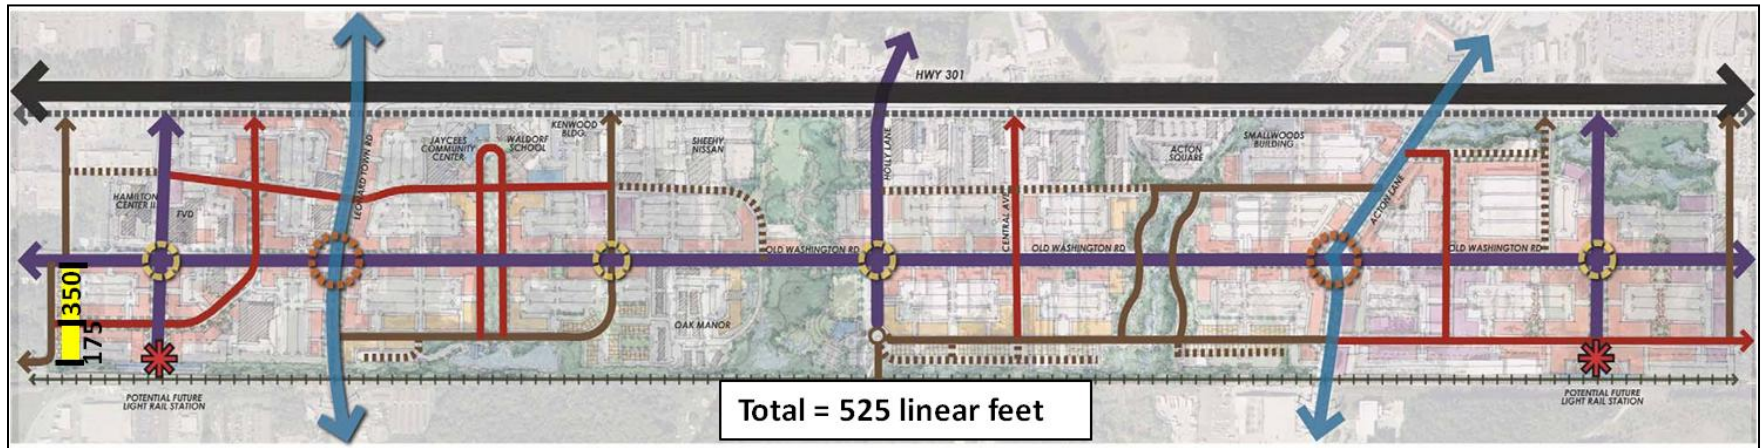 HWY 301
KENWOOD
BLDG.
JAYCEES
COMMUNITY
CENTER
WALDORF
SCHOOL
SHEEHY
NISSAN
SMALLWOODS
BUILDING
ACTON
SQUARE
LEONARD TOWN RD
HOLLY LANE
HAMILTON
CENTER II
FVD
CENTRAL AVE
ACTON LANE
OLD WASHINGTON RD
OLD WASHINGTON RD
OLD WASHINGTON RD
350
175
OAK MANOR
POTENTIAL FUTURE
LIGHT RAIL STATION
Total = 525 linear feet
POTENTIAL FUTURE
LIGHT RAIL STATION